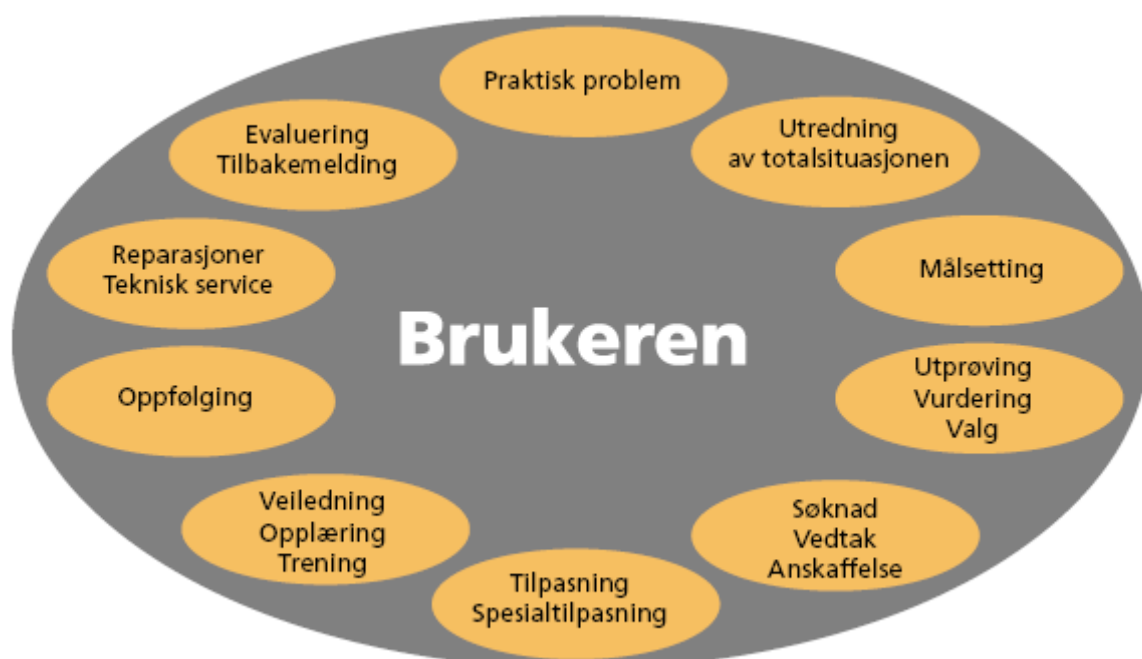 Praktisk problem
Utredning
av totalsituasjonen
Målsetting
Utprøving
Vurdering
Valg
Søknad
Vedtak
Anskaffelse
Tilpasning
Spesialtilpasning
Veiledning
Opplæring
Trening
Oppfølging
Reparasjoner
Teknisk service
Evaluering
Tilbakemelding
Brukeren